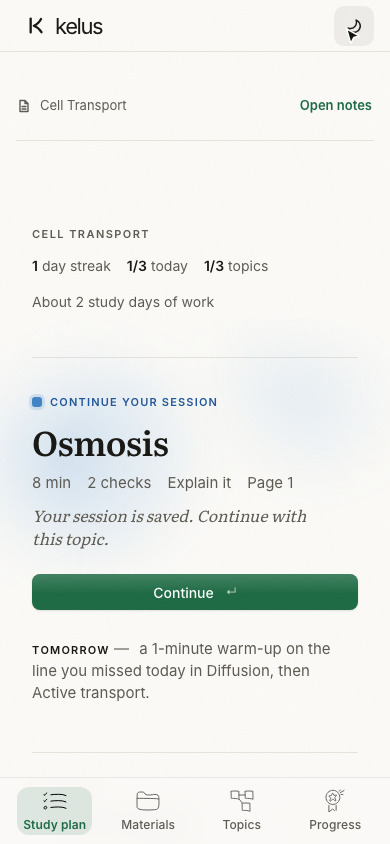 kelus
Cell Transport
Open notes
CELL TRANSPORT
1 day streak 1/3 today 1/3 topics
About 2 study days of work
CONTINUE YOUR SESSION
Osmosis
8 min 2 checks Explain it Page 1
Your session is saved. Continue with
this topic.
Continue ↵
TOMORROW — a 1-minute warm-up on the
line you missed today in Diffusion, then
Active transport.
Study plan
Materials
Topics
Progress